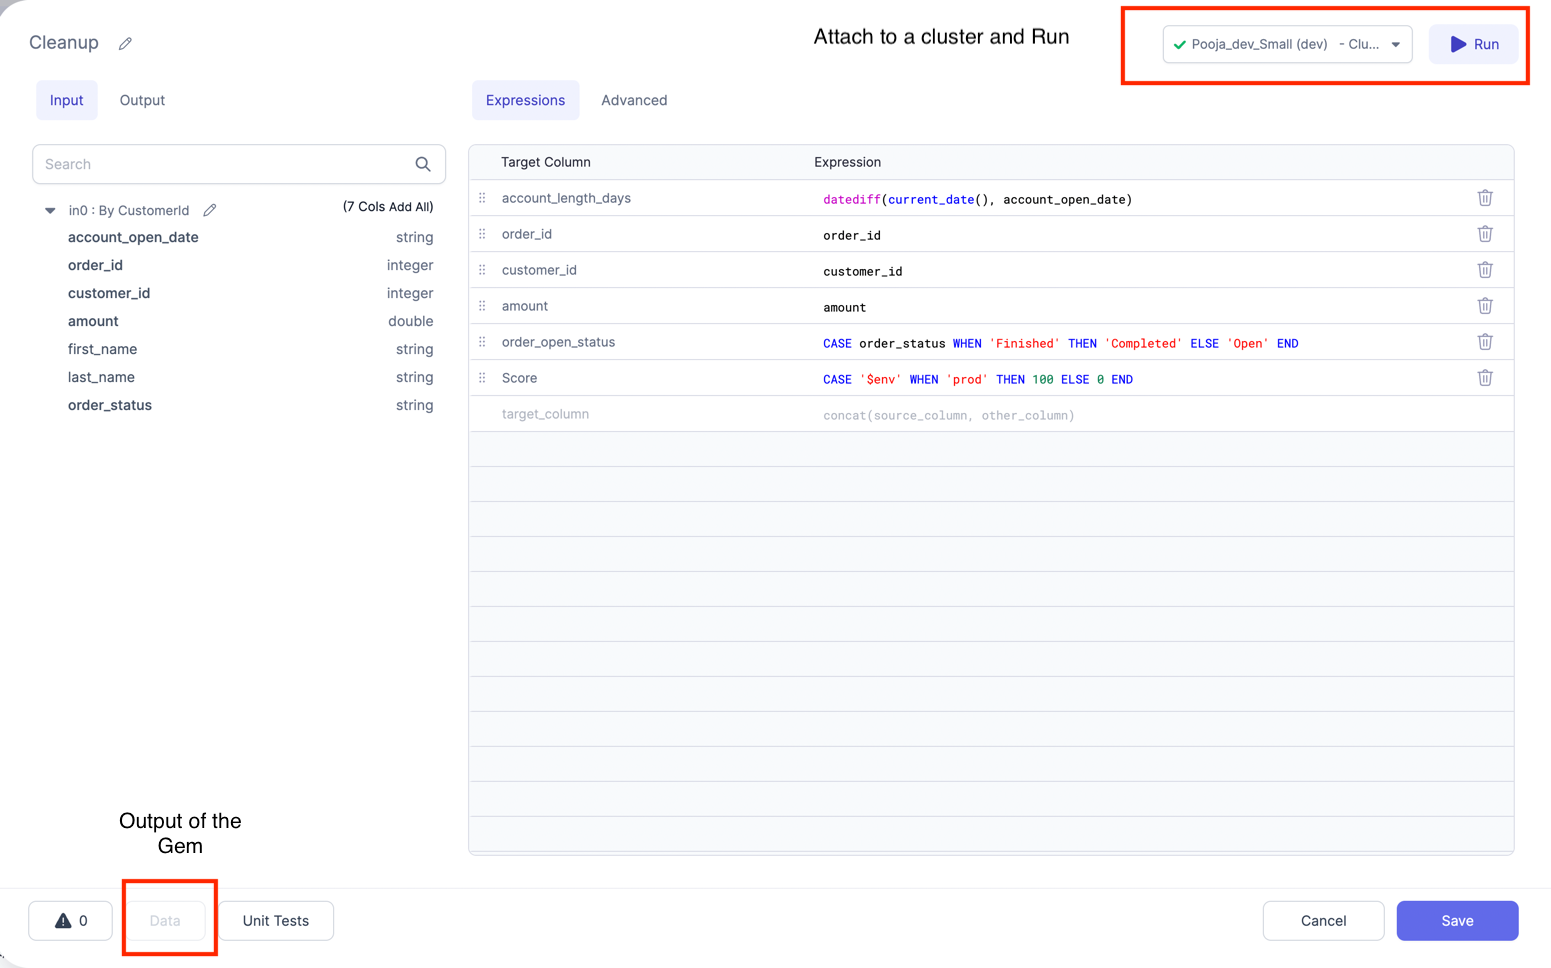 Cleanup
Attach to a cluster and Run
Pooja_dev_Small (dev) - Clu...
Run
Input
Output
Expressions
Advanced
Search
in0 : By CustomerId
(7 Cols Add All)
account_open_date string
order_id integer
customer_id integer
amount double
first_name string
last_name string
order_status string
Target Column Expression
account_length_days datediff(current_date(), account_open_date)
order_id order_id
customer_id customer_id
amount amount
order_open_status CASE order_status WHEN 'Finished' THEN 'Completed' ELSE 'Open' END
Score CASE '$env' WHEN 'prod' THEN 100 ELSE 0 END
target_column concat(source_column, other_column)
Output of the
Gem
0
Data
Unit Tests
Cancel
Save